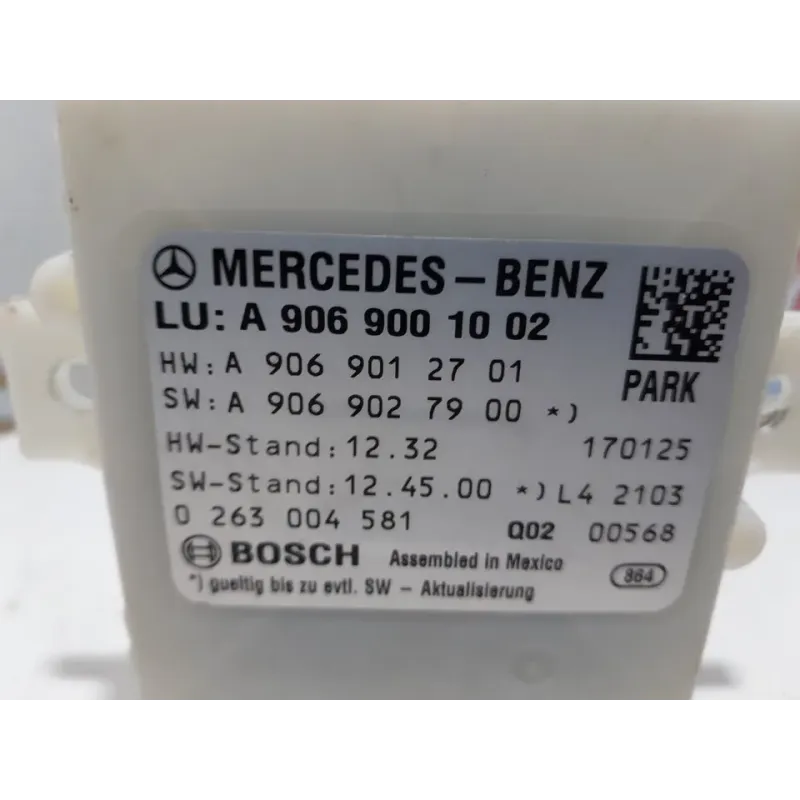 MERCEDES-BENZ
LU: A 906 900 10 02
PARK
HW: A 906 901 27 01
SW: A 906 902 79 00 *)
HW-Stand: 12.32 170125
SW-Stand: 12.45.00 *) L4 2103
0 263 004 581 Q02 00568
BOSCH Assembled in Mexico 864
*) gueltig bis zu evtl. SW - Aktualisierung